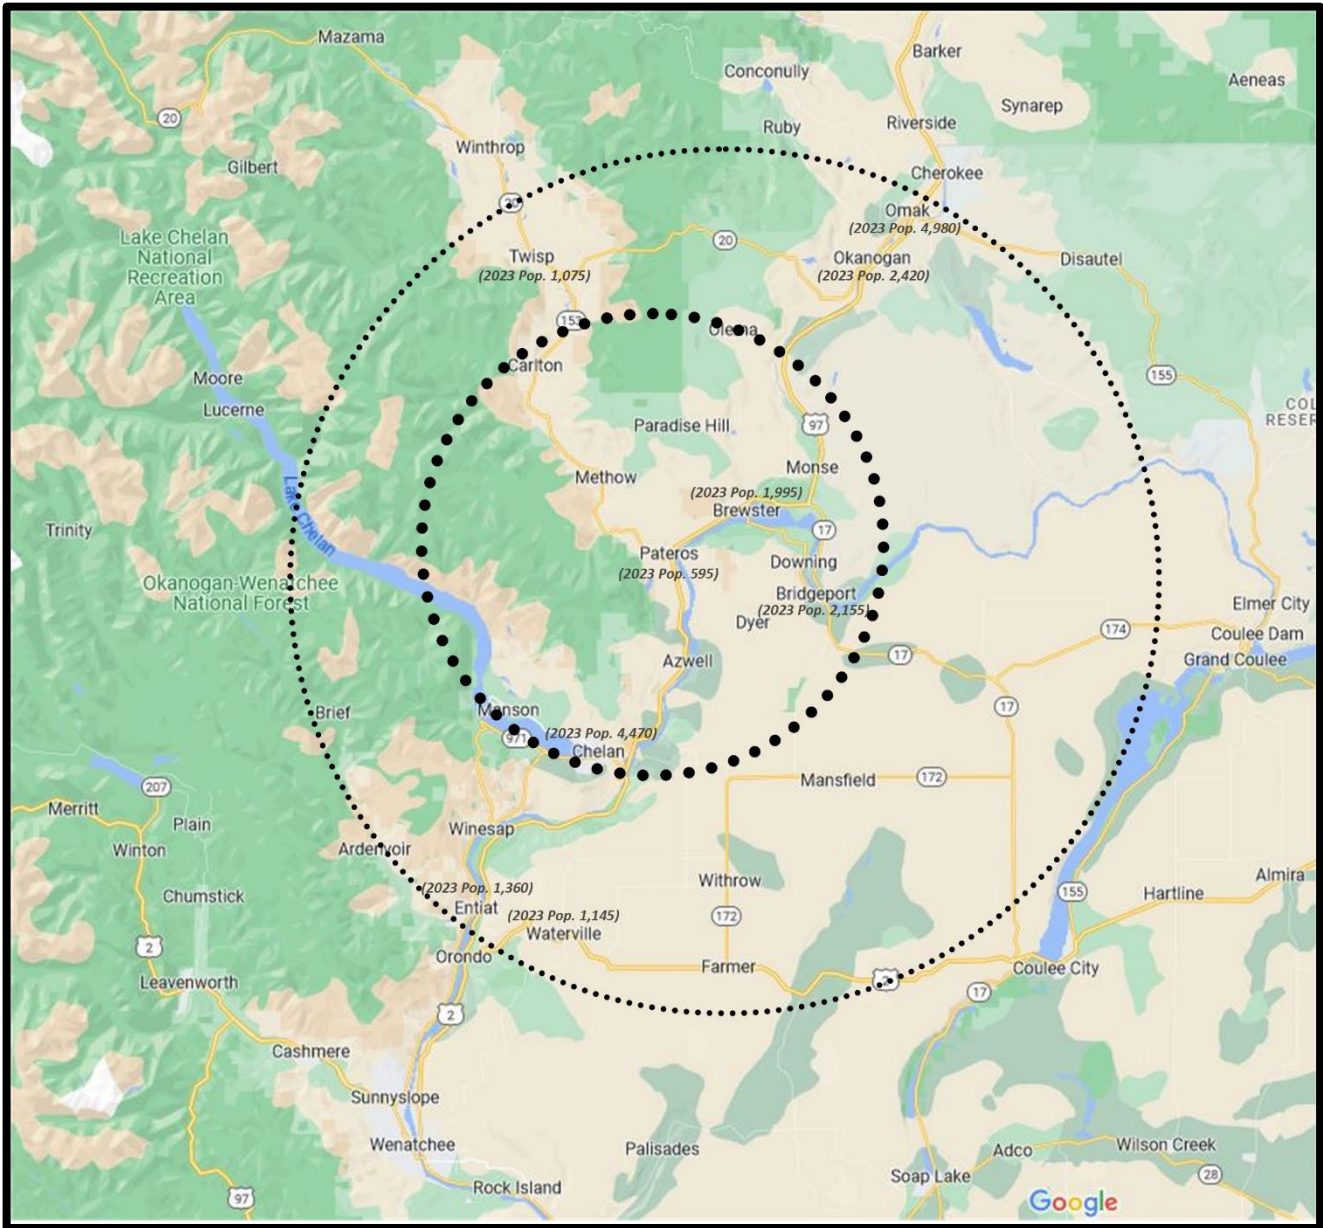 Mazama
Barker
Conconully
Aeneas
Synarep
20
Ruby
Riverside
Winthrop
Gilbert
Cherokee
20
Omak
(2023 Pop. 4,980)
Lake Chelan
National
Recreation
Area
20
Twisp
(2023 Pop. 1,075)
Okanogan
(2023 Pop. 2,420)
Disautel
153
Carlton
155
Moore
Lucerne
COL
RESER
Paradise Hill
97
Monse
Methow
Lake Chelan
(2023 Pop. 1,995)
Brewster
Trinity
17
Pateros
(2023 Pop. 595)
Downing
Okanogan-Wenatchee
National Forest
Bridgeport
(2023 Pop. 2,155)
Dyer
Elmer City
174
Coulee Dam
Grand Coulee
17
Azwell
Brief
Manson
17
971
(2023 Pop. 4,470)
Chelan
Mansfield
172
207
Merritt
Plain
Winton
Winesap
Ardenvoir
Withrow
Almira
(2023 Pop. 1,360)
Entiat
155
Hartline
Chumstick
172
(2023 Pop. 1,145)
Waterville
2
Orondo
Farmer
Coulee City
Leavenworth
2
17
2
Cashmere
Sunnyslope
Wenatchee
Palisades
Adco
Wilson Creek
Soap Lake
28
Rock Island
97
Google